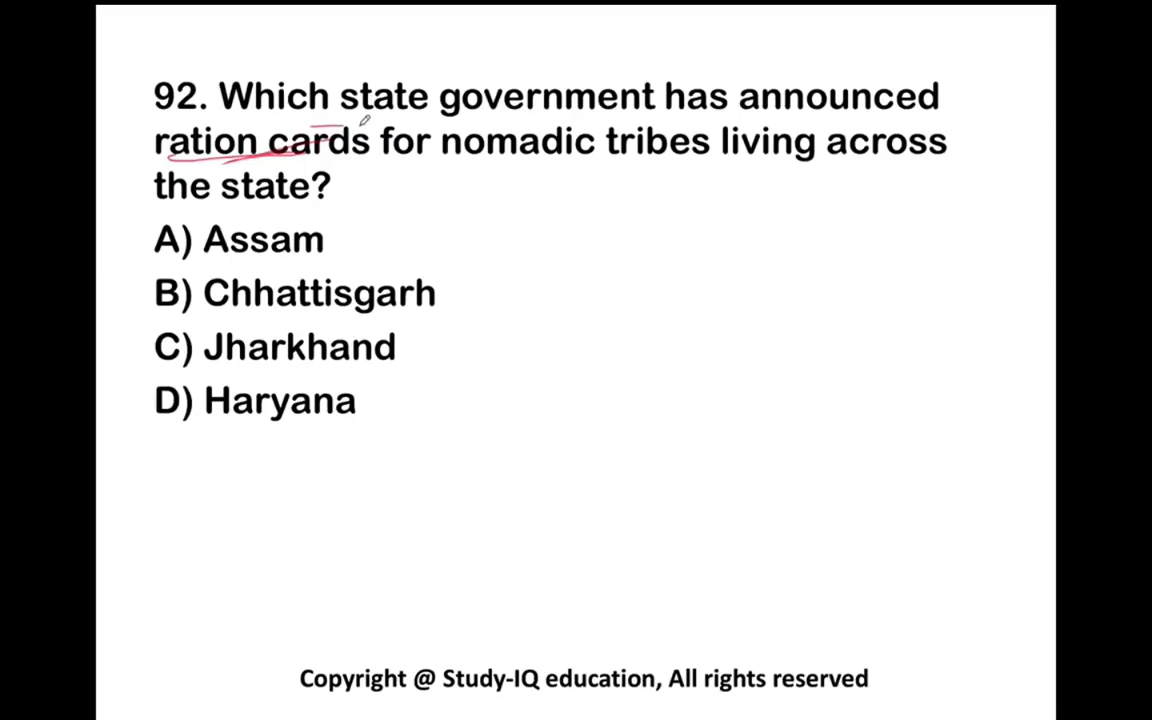 92. Which state government has announced
ration cards for nomadic tribes living across
the state?
A) Assam
B) Chhattisgarh
C) Jharkhand
D) Haryana
Copyright @ Study-IQ education, All rights reserved